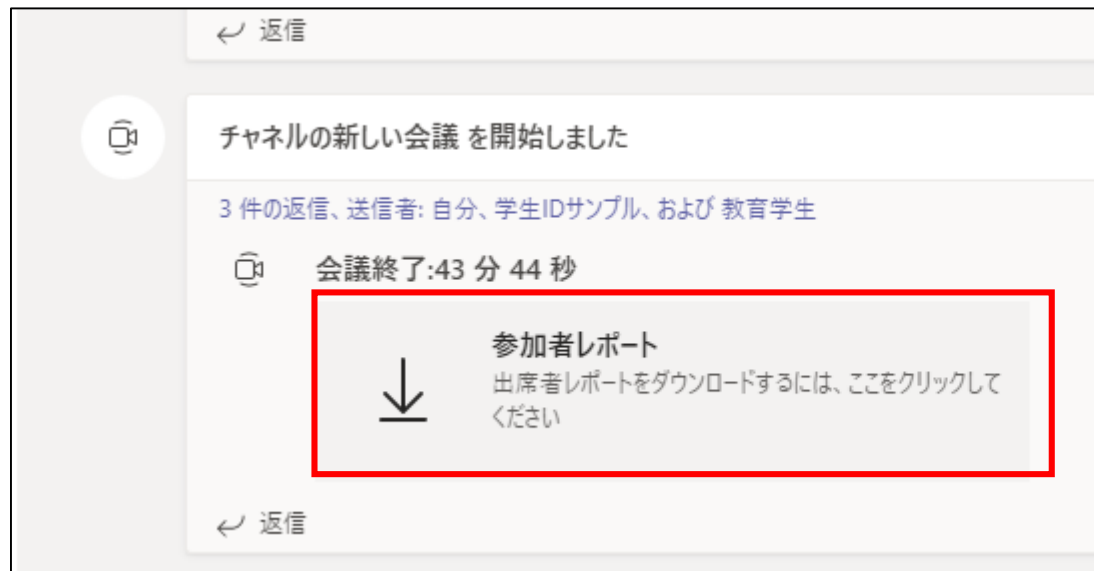 返信
チャネルの新しい会議 を開始しました
3 件の返信、送信者: 自分、学生IDサンプル、および 教育学生
会議終了:43 分 44 秒
参加者レポート
出席者レポートをダウンロードするには、ここをクリックして
ください
返信